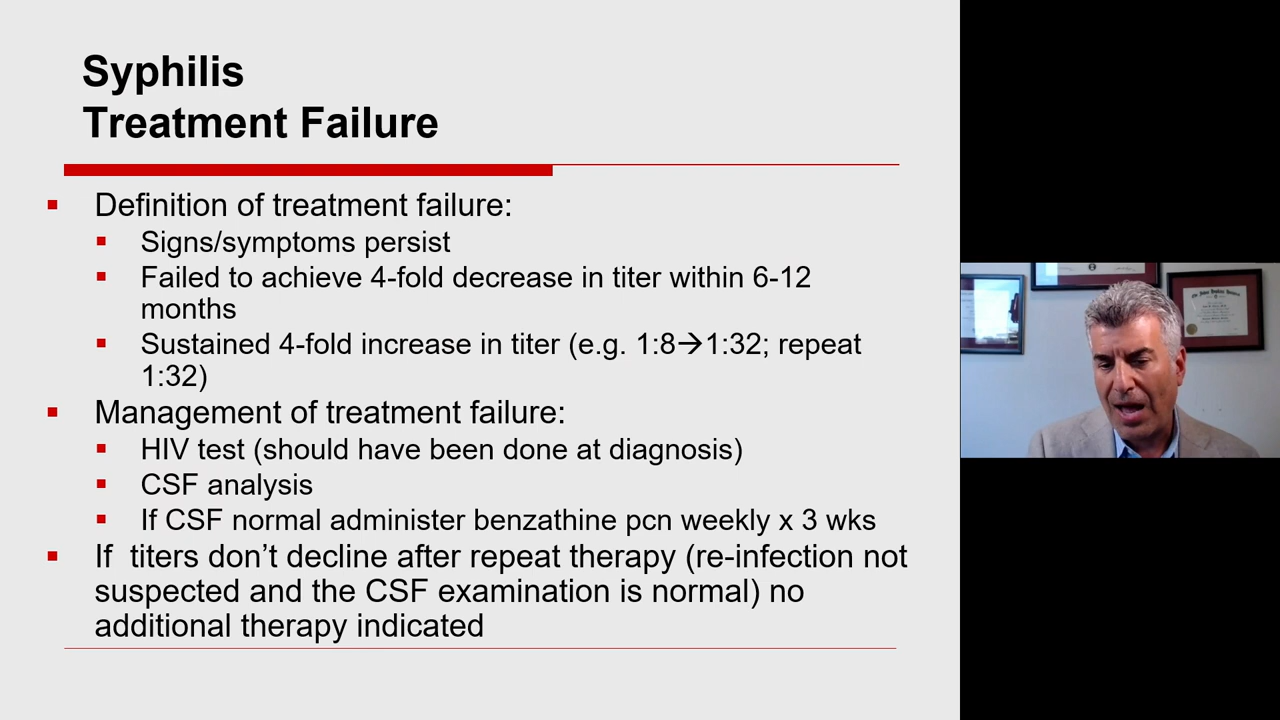 Syphilis
Treatment Failure
▪ Definition of treatment failure:
▪ Signs/symptoms persist
▪ Failed to achieve 4-fold decrease in titer within 6-12
months
▪ Sustained 4-fold increase in titer (e.g. 1:8→1:32; repeat
1:32)
▪ Management of treatment failure:
▪ HIV test (should have been done at diagnosis)
▪ CSF analysis
▪ If CSF normal administer benzathine pcn weekly x 3 wks
▪ If  titers don’t decline after repeat therapy (re-infection not
suspected and the CSF examination is normal) no
additional therapy indicated